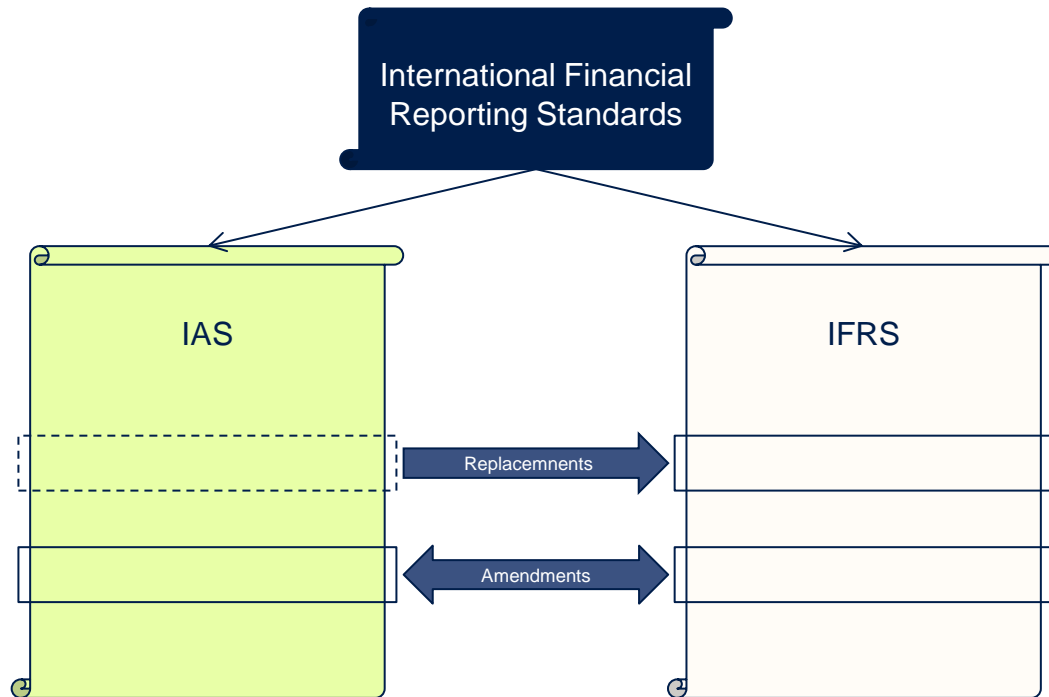 International Financial
Reporting Standards
IAS
IFRS
Replacemnents
Amendments